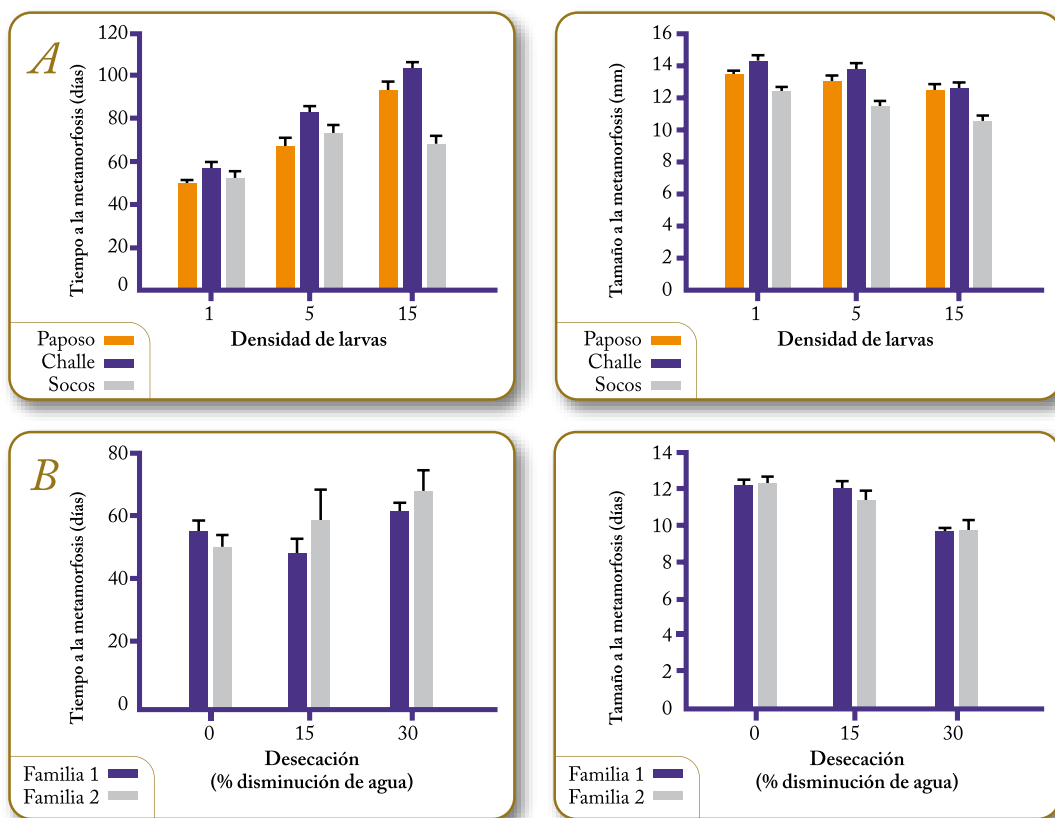 A
Tiempo a la metamorfosis (días)
120
100
80
60
40
20
0
1 5 15
Densidad de larvas
Paposo
Challe
Socos
Tamaño a la metamorfosis (mm)
16
14
12
10
8
6
4
2
0
1 5 15
Densidad de larvas
B
Tiempo a la metamorfosis (días)
80
60
40
20
0
0 15 30
Desecación
(% disminución de agua)
Familia 1
Familia 2
Tamaño a la metamorfosis (días)
14
12
10
8
6
4
2
0
0 15 30
Desecación
(% disminución de agua)
Familia 1
Familia 2